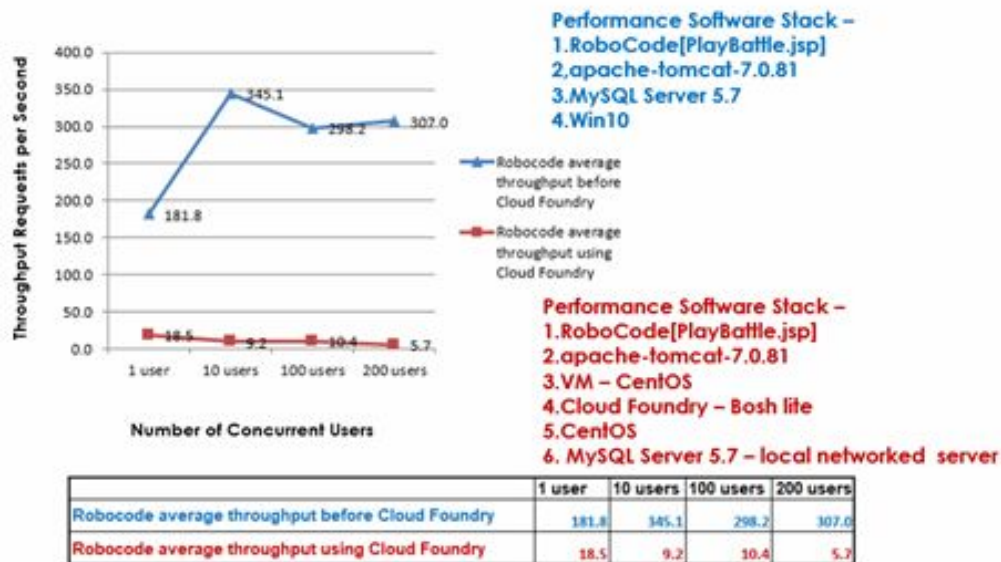 Performance Software Stack –
1.RoboCode[PlayBattle.jsp]
2,apache-tomcat-7.0.81
3.MySQL Server 5.7
4.Win10
Throughput Requests per Second
400.0
350.0
300.0
250.0
200.0
150.0
100.0
50.0
0.0
345.1
298.2
307.0
181.8
18.5
9.2
10.4
5.7
1 user 10 users 100 users 200 users
Number of Concurrent Users
Robocode average
throughput before
Cloud Foundry
Robocode average
throughput using
Cloud Foundry
Performance Software Stack –
1.RoboCode[PlayBattle.jsp]
2.apache-tomcat-7.0.81
3.VM – CentOS
4.Cloud Foundry – Bosh lite
5.CentOS
6. MySQL Server 5.7 – local networked server
1 user 10 users 100 users 200 users
Robocode average throughput before Cloud Foundry 181.8 345.1 298.2 307.0
Robocode average throughput using Cloud Foundry 18.5 9.2 10.4 5.7